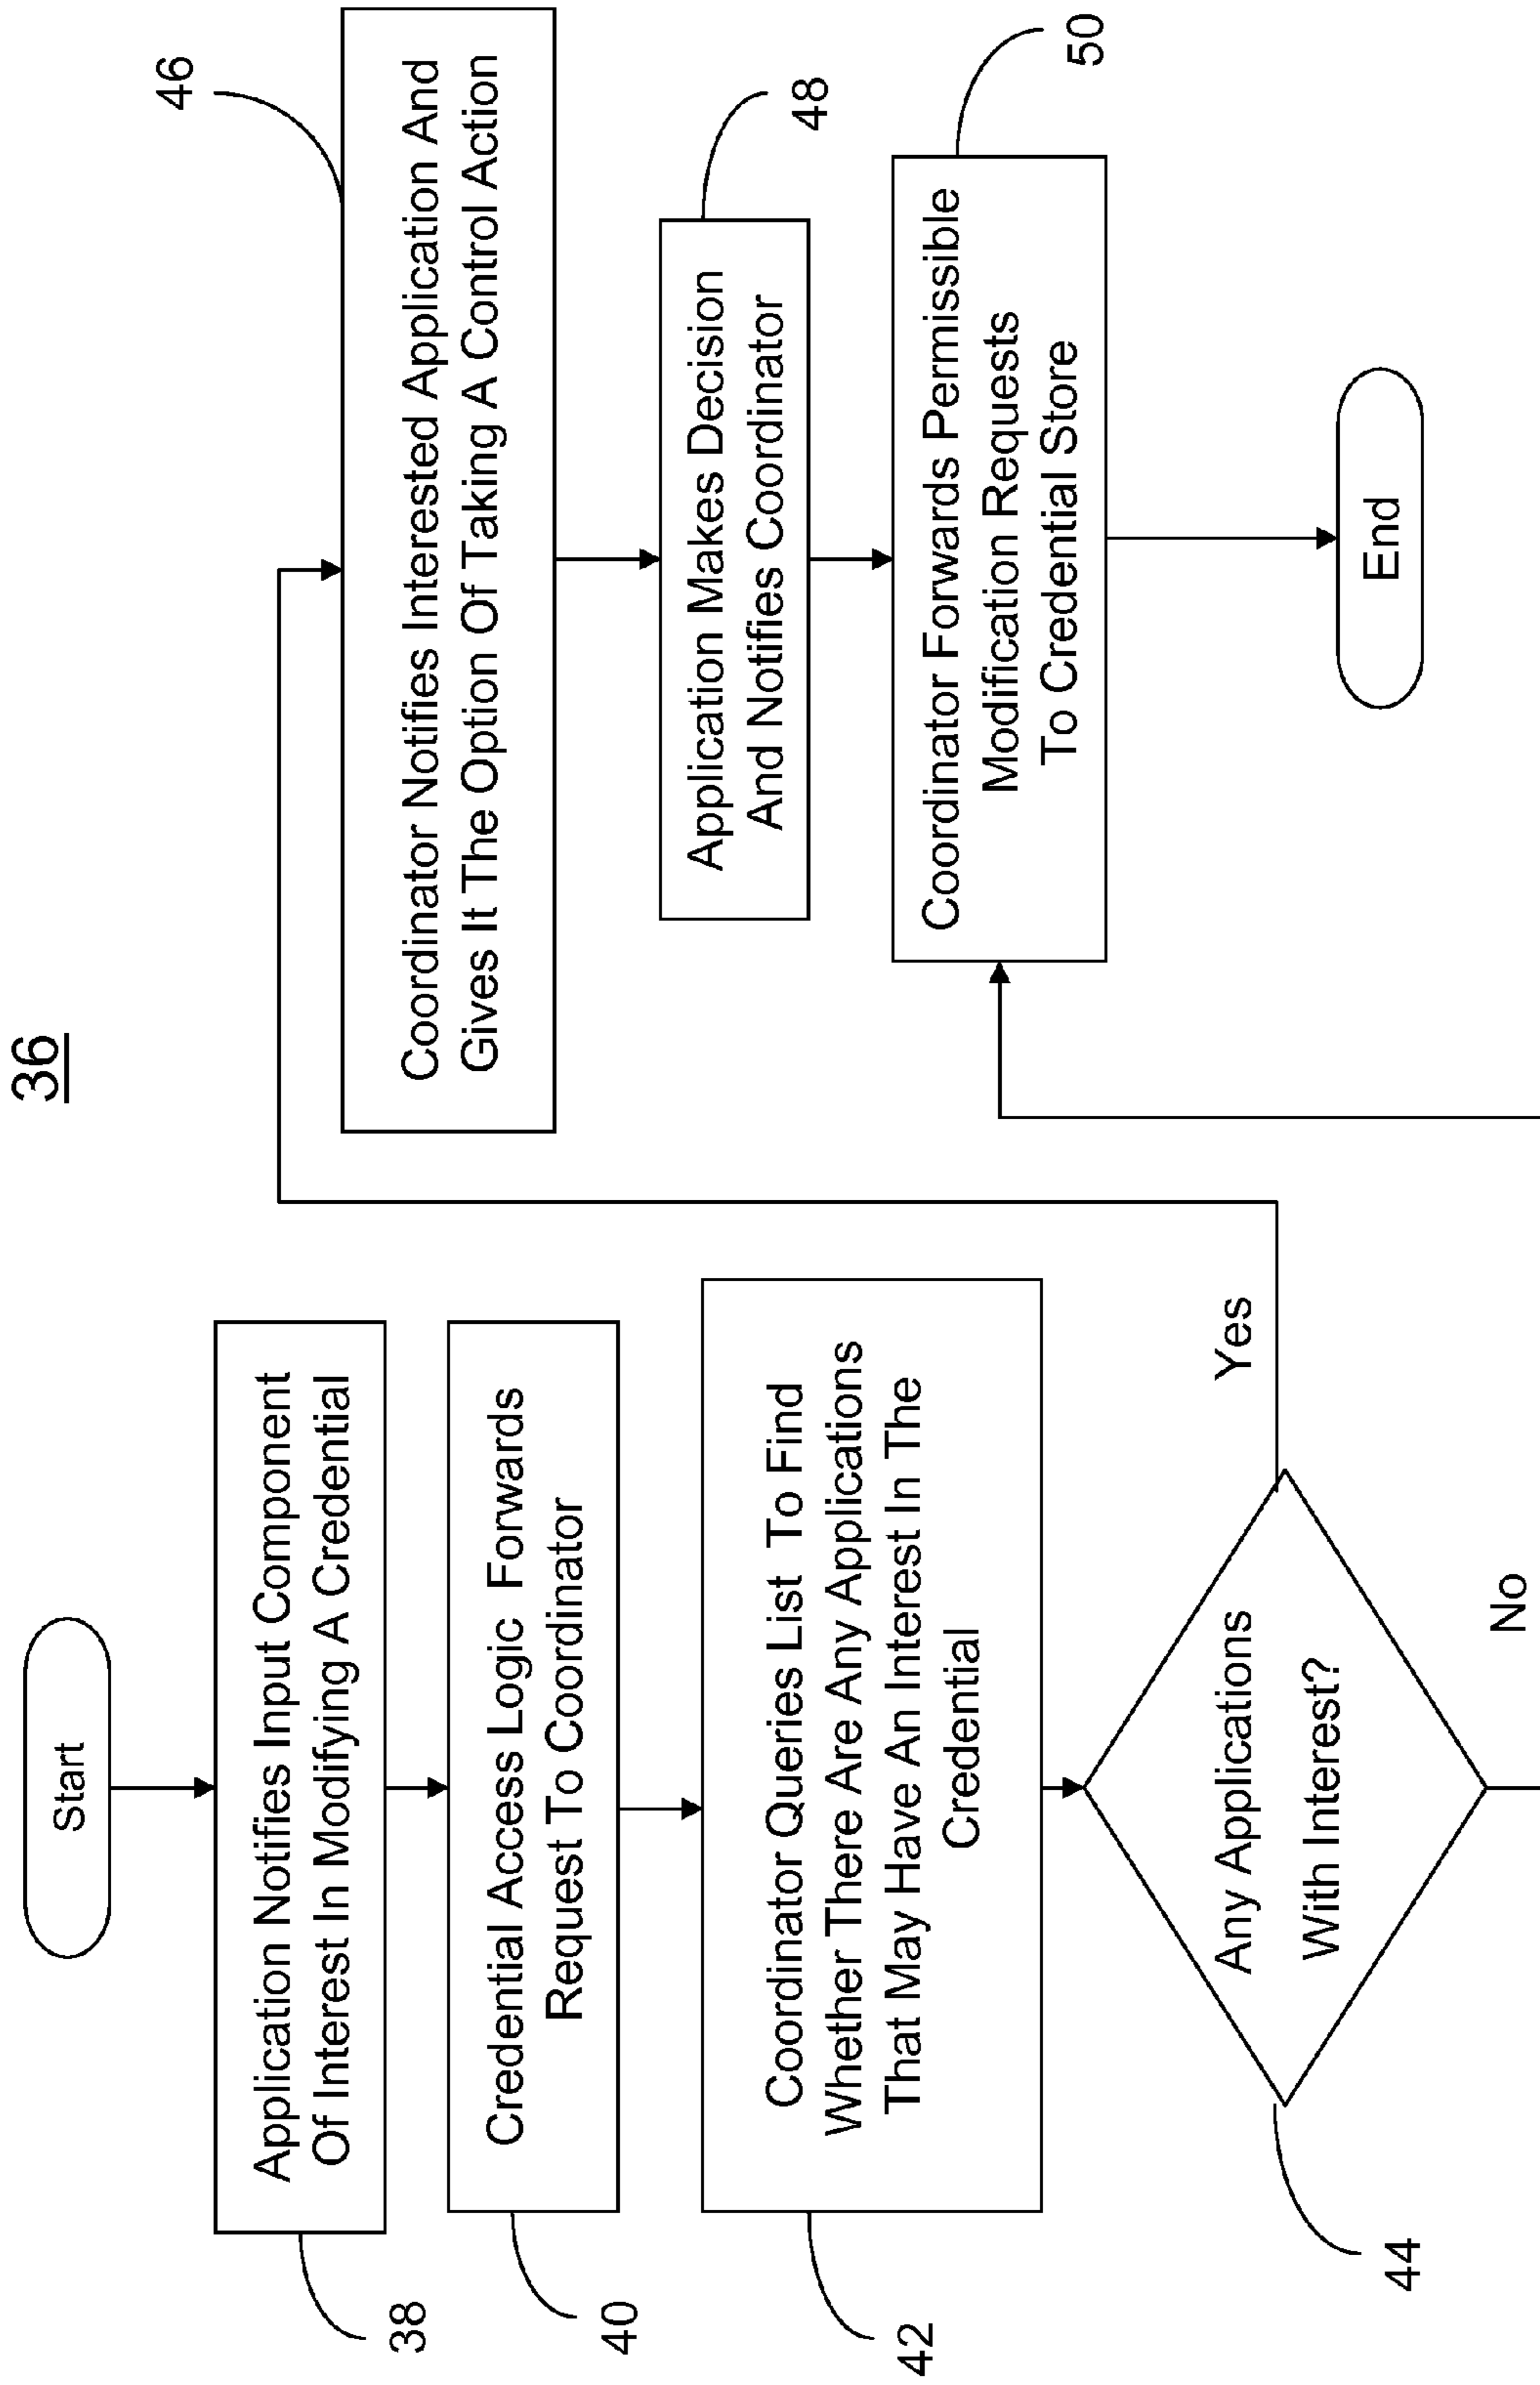 36
Start
Application Notifies Input Component
Of Interest In Modifying A Credential
38
Credential Access Logic Forwards
Request To Coordinator
40
Coordinator Queries List To Find
Whether There Are Any Applications
That May Have An Interest In The
Credential
42
Any Applications
With Interest?
44
Yes
No
46
Coordinator Notifies Interested Application And
Gives It The Option Of Taking A Control Action
48
Application Makes Decision
And Notifies Coordinator
50
Coordinator Forwards Permissible
Modification Requests
To Credential Store
End